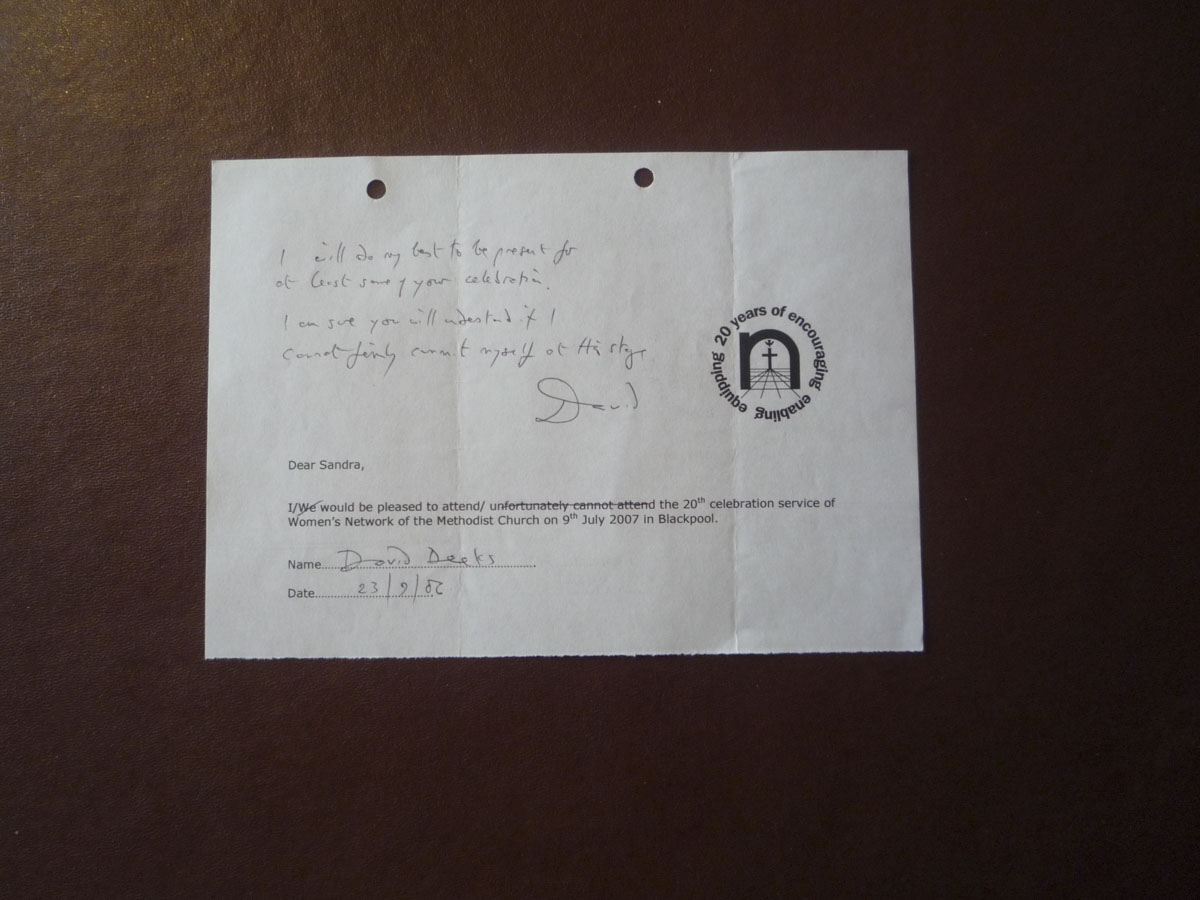 I will do my best to be present for
at least some of your celebration.
I am sure you will understand if I
cannot firmly commit myself at this stage.
David
20 years of encouraging enabling equipping
n
Dear Sandra,
I/We would be pleased to attend/ unfortunately cannot attend the 20th celebration service of
Women's Network of the Methodist Church on 9th July 2007 in Blackpool.
Name David Deeks
Date 23/9/06